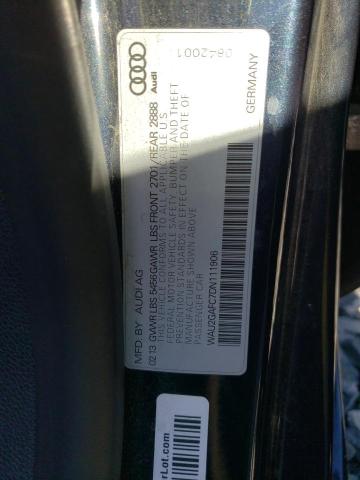 Audi
0842001
MFD. BY AUDI AG
02.13 GVWR LBS 5456 GAWR LBS FRONT 2701/REAR 2888
THIS VEHICLE CONFORMS TO ALL APPLICABLE U S
MOTOR VEHICLE SAFETY, BUMPER AND THEFT
PREVENTION STANDARDS IN EFFECT ON THE DATE OF
MANUFACTURE SHOWN ABOVE
PASSENGER CAR
WAU2GAFC7DN111906
GERMANY
rLot.com